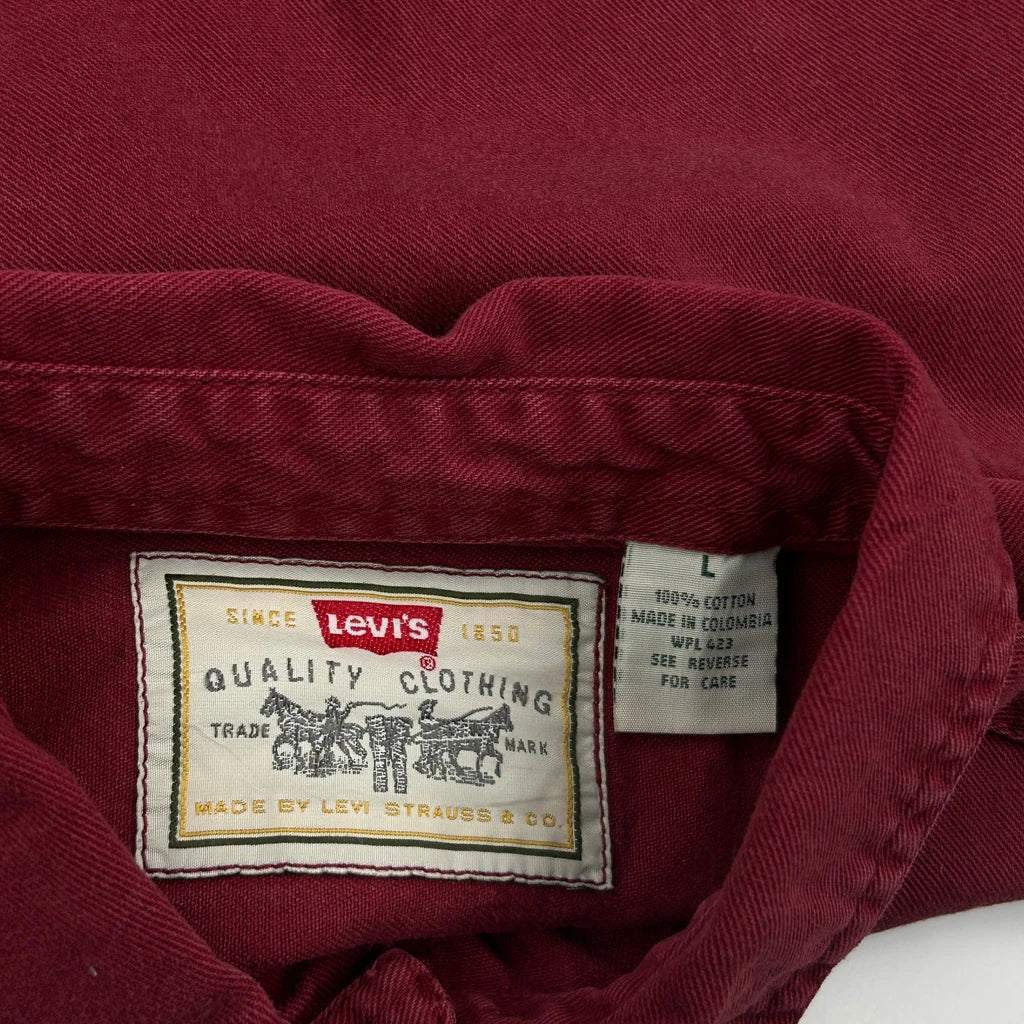 SINCE LEVI'S ® 1850
QUALITY CLOTHING
TRADE MARK
MADE BY LEVI STRAUSS & CO.
L
100% COTTON
MADE IN COLOMBIA
WPL 423
SEE REVERSE
FOR CARE